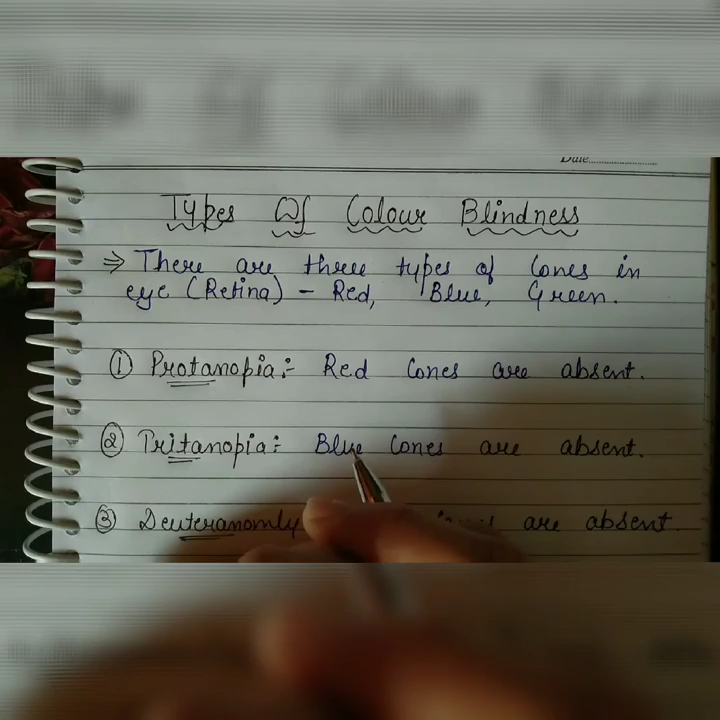 Date
Types Of Colour Blindness
⇒ There are three types of Cones in
eye (Retina) - Red, Blue, Green.
① Protanopia:- Red Cones are absent.
② Tritanopia:- Blue Cones are absent.
③ Deuteranomly are absent.